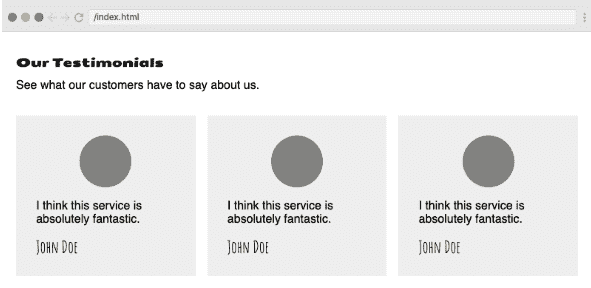 /index.html
Our Testimonials
See what our customers have to say about us.
I think this service is
absolutely fantastic.
John Doe
I think this service is
absolutely fantastic.
John Doe
I think this service is
absolutely fantastic.
John Doe